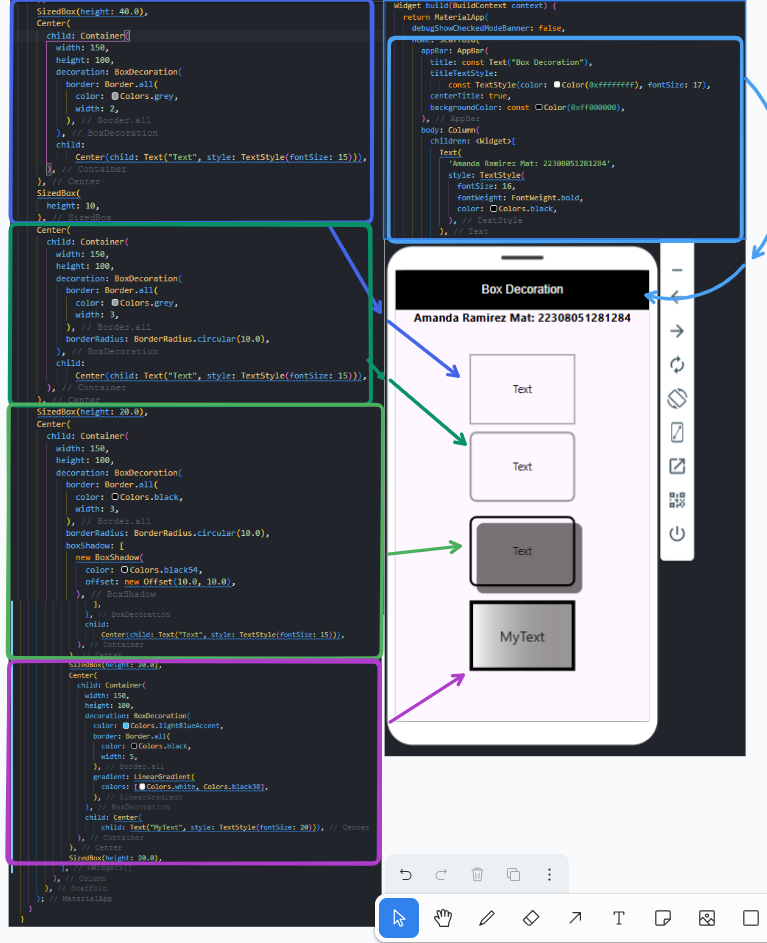 SizedBox(height: 40.0),
Center(
child: Container(
width: 150,
height: 100,
decoration: BoxDecoration(
border: Border.all(
color: Colors.grey,
width: 2,
), // Border.all
), // BoxDecoration
child:
Center(child: Text("Text", style: TextStyle(fontSize: 15))),
), // Container
), // Center
SizedBox(
height: 10,
), // SizedBox
Center(
child: Container(
width: 150,
height: 100,
decoration: BoxDecoration(
border: Border.all(
color: Colors.grey,
width: 3,
), // Border.all
borderRadius: BorderRadius.circular(10.0),
), // BoxDecoration
child:
Center(child: Text("Text", style: TextStyle(fontSize: 15))),
), // Container
), // Center
SizedBox(height: 20.0),
Center(
child: Container(
width: 150,
height: 100,
decoration: BoxDecoration(
border: Border.all(
color: Colors.black,
width: 3,
), // Border.all
borderRadius: BorderRadius.circular(10.0),
boxShadow: [
new BoxShadow(
color: Colors.black54,
offset: new Offset(10.0, 10.0),
), // BoxShadow
],
), // BoxDecoration
child:
Center(child: Text("Text", style: TextStyle(fontSize: 15))),
), // Container
), // Center
SizedBox(height: 20.0),
Center(
child: Container(
width: 150,
height: 100,
decoration: BoxDecoration(
color: Colors.lightBlueAccent,
border: Border.all(
color: Colors.black,
width: 5,
), // Border.all
gradient: LinearGradient(
colors: [Colors.white, Colors.black38],
), // LinearGradient
), // BoxDecoration
child: Center(
child: Text("MyText", style: TextStyle(fontSize: 20))), // Center
), // Container
), // Center
SizedBox(height: 20.0),
], // <Widget>[]
), // Column
), // Scaffold
); // MaterialApp
}
)
Widget build(BuildContext context) {
return MaterialApp(
debugShowCheckedModeBanner: false,
home: Scaffold(
appBar: AppBar(
title: const Text("Box Decoration"),
titleTextStyle:
const TextStyle(color: Color(0xffffffff), fontSize: 17),
centerTitle: true,
backgroundColor: const Color(0xff000000),
), // AppBar
body: Column(
children: <Widget>[
Text(
'Amanda Ramirez Mat: 22308051281284',
style: TextStyle(
fontSize: 16,
fontWeight: FontWeight.bold,
color: Colors.black,
), // TextStyle
), // Text
Box Decoration
Amanda Ramirez Mat: 22308051281284
Text
Text
Text
MyText
T